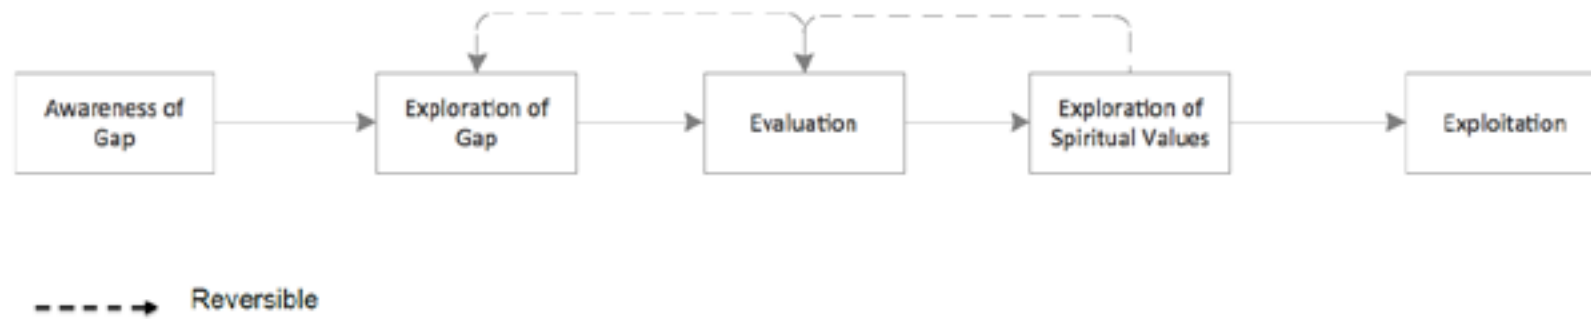 Awareness of
Gap
Exploration of
Gap
Evaluation
Exploration of
Spiritual Values
Exploitation
Reversible